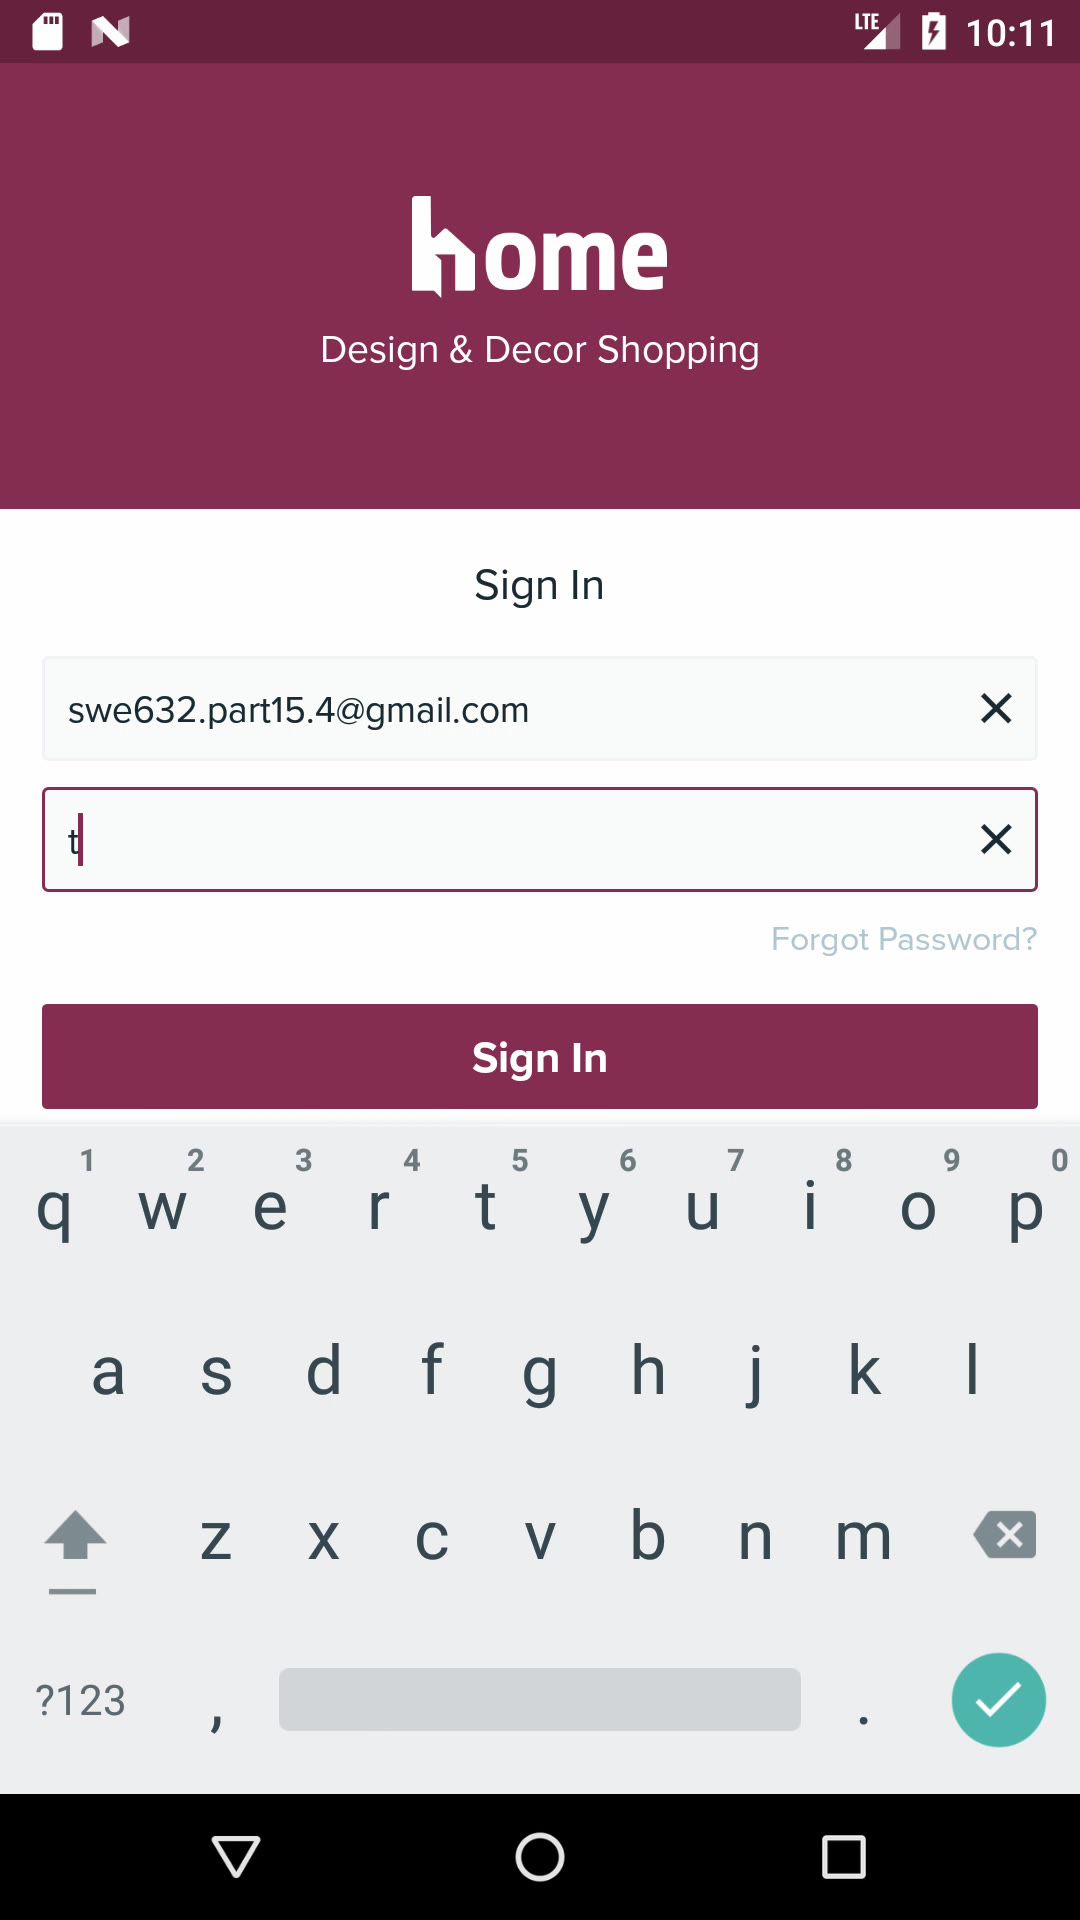 LTE 10:11
home
Design & Decor Shopping
Sign In
swe632.part15.4@gmail.com
t
Forgot Password?
Sign In
1 2 3 4 5 6 7 8 9 0
q w e r t y u i o p
a s d f g h j k l
z x c v b n m
?123 , .